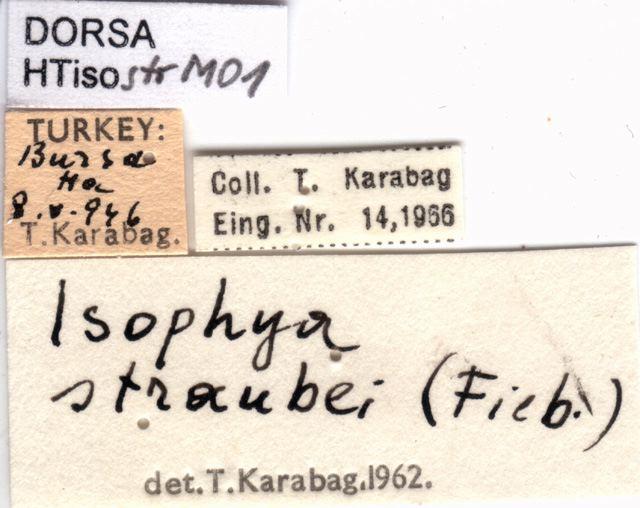 DORSA
HTisostrM01
TURKEY:
Bursa
Ha
8.v.946
T.Karabag.
Coll. T. Karabag
Eing. Nr. 14,1966
Isophya
straubei (Fieb.)
det.T.Karabag.1962.